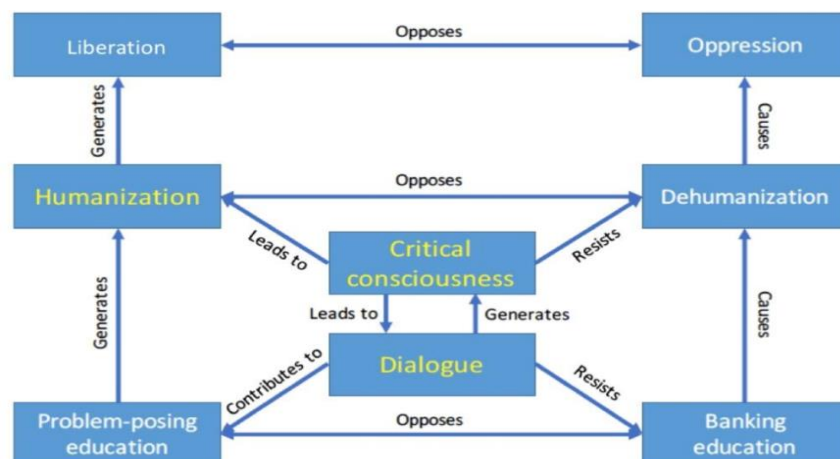 Liberation
Opposes
Oppression
Generates
Causes
Humanization
Opposes
Dehumanization
Leads to
Critical
consciousness
Resists
Leads to
Generates
Generates
Causes
Dialogue
Contributes to
Resists
Problem-posing
education
Opposes
Banking
education